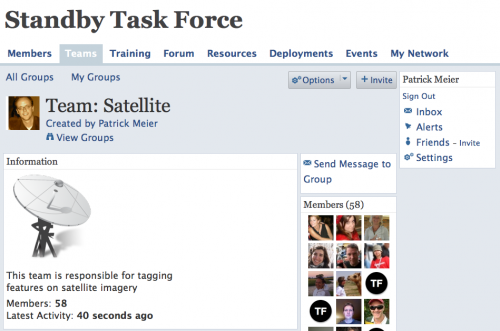 Standby Task Force
Members Teams Training Forum Resources Deployments Events My Network
All Groups My Groups
Options + Invite
Team: Satellite
Created by Patrick Meier
View Groups
Patrick Meier
Sign Out
Inbox
Alerts
Friends – Invite
Settings
Information
This team is responsible for tagging
features on satellite imagery
Members: 58
Latest Activity: 40 seconds ago
Send Message to
Group
Members (58)
TF
TF